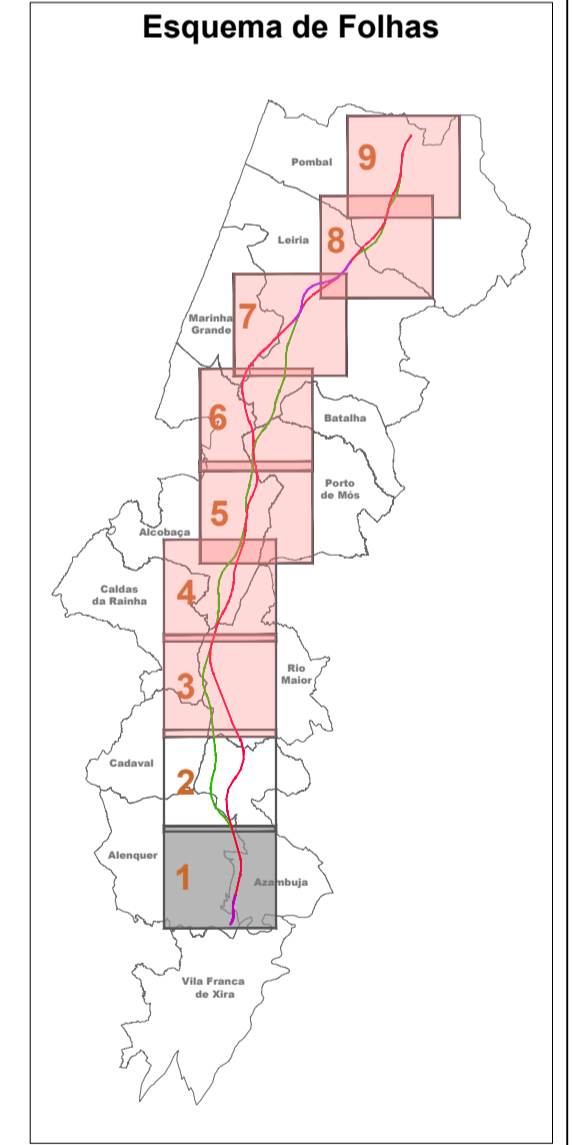 Esquema de Folhas
9
Pombal
8
Leiria
7
Marinha
Grande
6
Batalha
Porto
de Mós
5
Alcobaça
4
Caldas
da Rainha
3
Rio
Maior
Cadaval
2
Alenquer
1
Azambuja
Vila Franca
de Xira